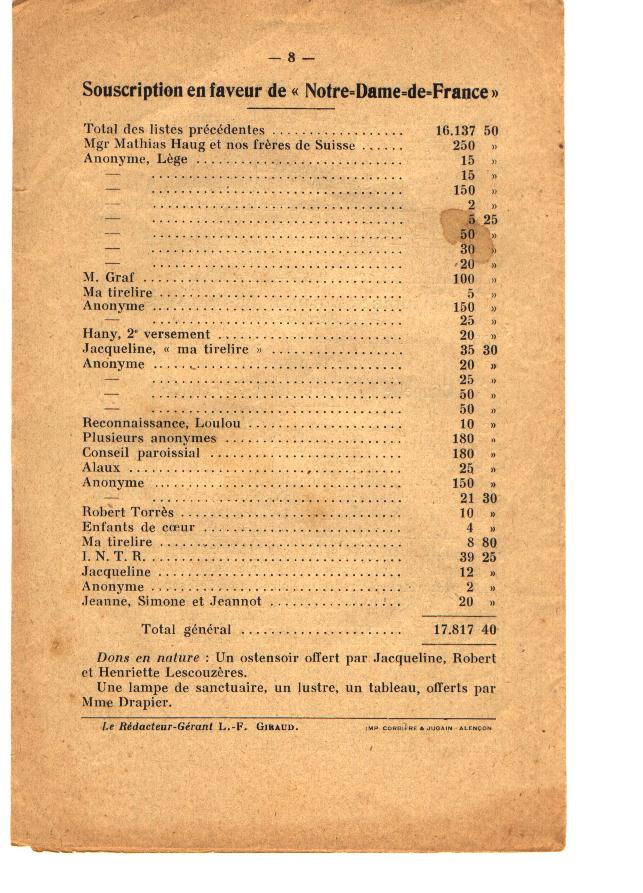 — 8 —
Souscription en faveur de « Notre-Dame-de-France »
Total des listes précédentes .................. 16.137 50
Mgr Mathias Haug et nos frères de Suisse ...... 250 »
Anonyme, Lège ............................ 15 »
— .................................. 15 »
— .................................. 150 »
— .................................. 2 »
— .................................. 5 25
— .................................. 50 »
— .................................. 30 »
— .................................. 20 »
M. Graf ................................... 100 »
Ma tirelire ................................. 5 »
Anonyme .................................. 150 »
— .................................. 25 »
Hany, 2e versement ......................... 20 »
Jacqueline, « ma tirelire » ................... 35 30
Anonyme .................................. 20 »
— .................................. 25 »
— .................................. 50 »
— .................................. 50 »
Reconnaissance, Loulou ..................... 10 »
Plusieurs anonymes ........................ 180 »
Conseil paroissial .......................... 180 »
Alaux ..................................... 25 »
Anonyme .................................. 150 »
— .................................. 21 30
Robert Torrès .............................. 10 »
Enfants de cœur ........................... 4 »
Ma tirelire ................................. 8 80
I. N. T. R. .................................. 39 25
Jacqueline ................................. 12 »
Anonyme .................................. 2 »
Jeanne, Simone et Jeannot .................. 20 »
Total général ...................... 17.817 40
Dons en nature : Un ostensoir offert par Jacqueline, Robert
et Henriette Lescouzères.
Une lampe de sanctuaire, un lustre, un tableau, offerts par
Mme Drapier.
Le Rédacteur-Gérant L.-F. GIRAUD. IMP. CORBIÈRE & JUGAIN - ALENÇON